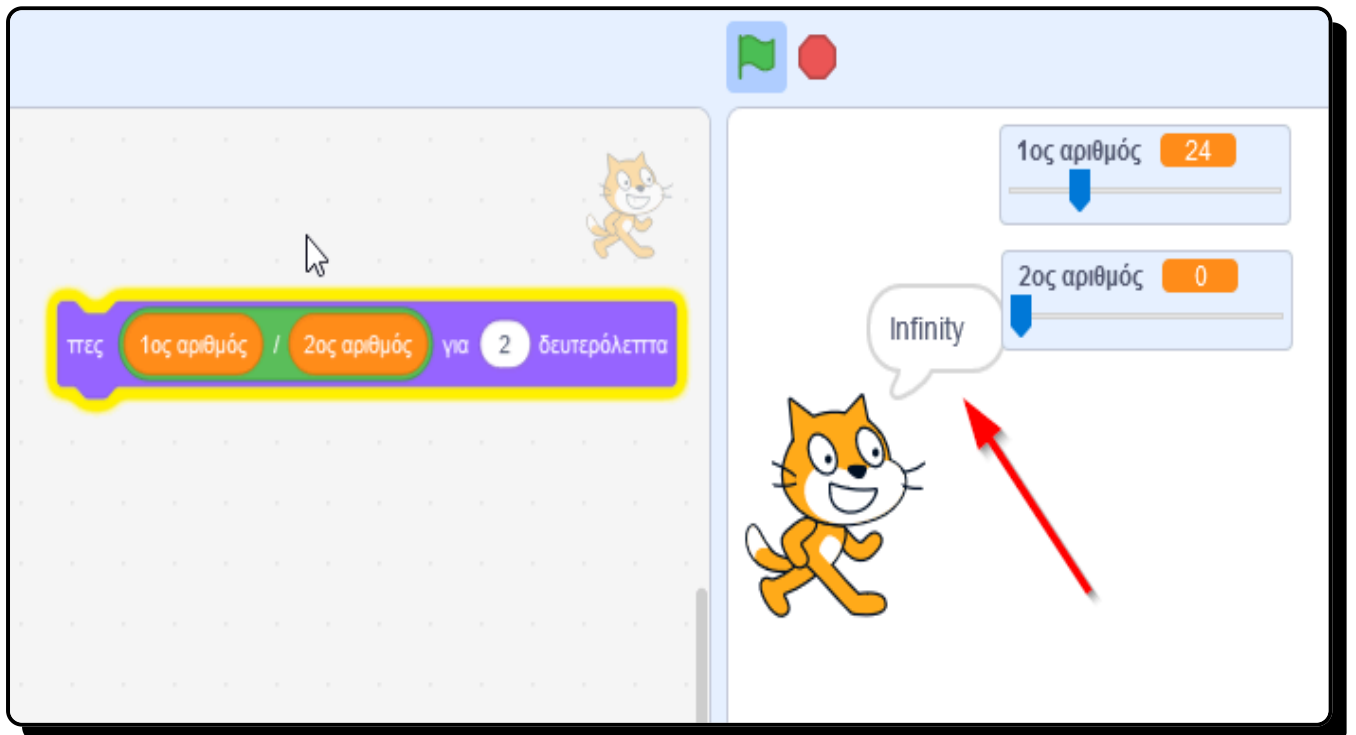 1ος αριθμός 24
2ος αριθμός 0
Infinity
πες 1ος αριθμός / 2ος αριθμός για 2 δευτερόλεπτα